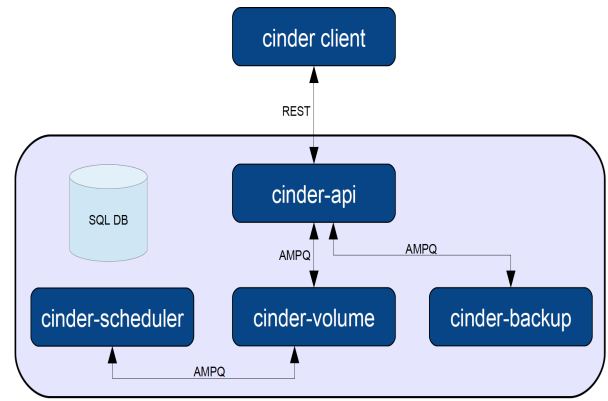 cinder client
REST
cinder-api
SQL DB
AMPQ
AMPQ
cinder-scheduler
cinder-volume
cinder-backup
AMPQ